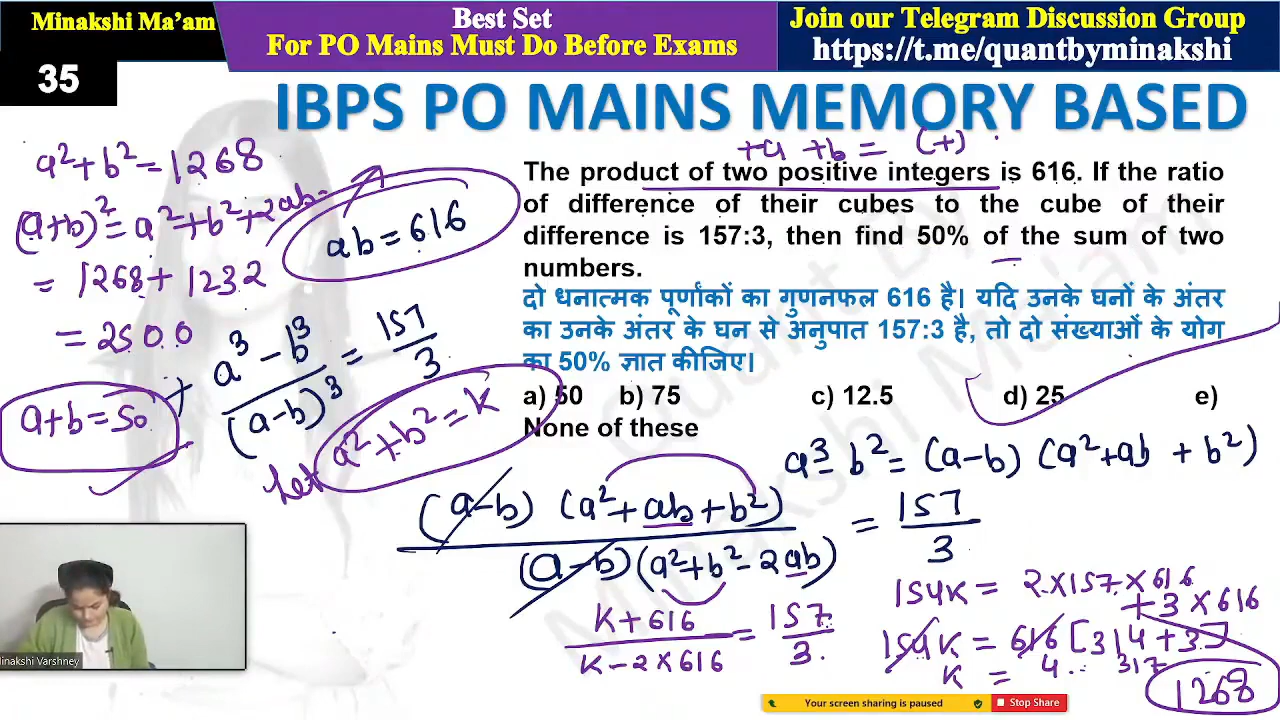 Minakshi Ma'am
Best Set
For PO Mains Must Do Before Exams
Join our Telegram Discussion Group
https://t.me/quantbyminakshi
35
IBPS PO MAINS MEMORY BASED
+a +b = (+)
The product of two positive integers is 616. If the ratio
of difference of their cubes to the cube of their
difference is 157:3, then find 50% of the sum of two
numbers.
दो धनात्मक पूर्णांकों का गुणनफल 616 है। यदि उनके घनों के अंतर
का उनके अंतर के घन से अनुपात 157:3 है, तो दो संख्याओं के योग
का 50% ज्ञात कीजिए।
a) 50 b) 75 c) 12.5 d) 25 e)
None of these
a² + b² = 1268
(a+b)² = a² + b² + 2ab
= 1268 + 1232
= 2500
a+b = 50
ab = 616
a³ - b³ / (a-b)³ = 157/3
Let a² + b² = K
a³ - b² = (a-b) (a² + ab + b²)
(a-b) (a² + ab + b²) / (a-b) (a² + b² - 2ab) = 157/3
K + 616 / K - 2×616 = 157/3
154K = 2×157×616
+ 3×616
154K = 616 [314 + 3]
K = 4 317
1268
Minakshi Varshney
Your screen sharing is paused
Stop Share